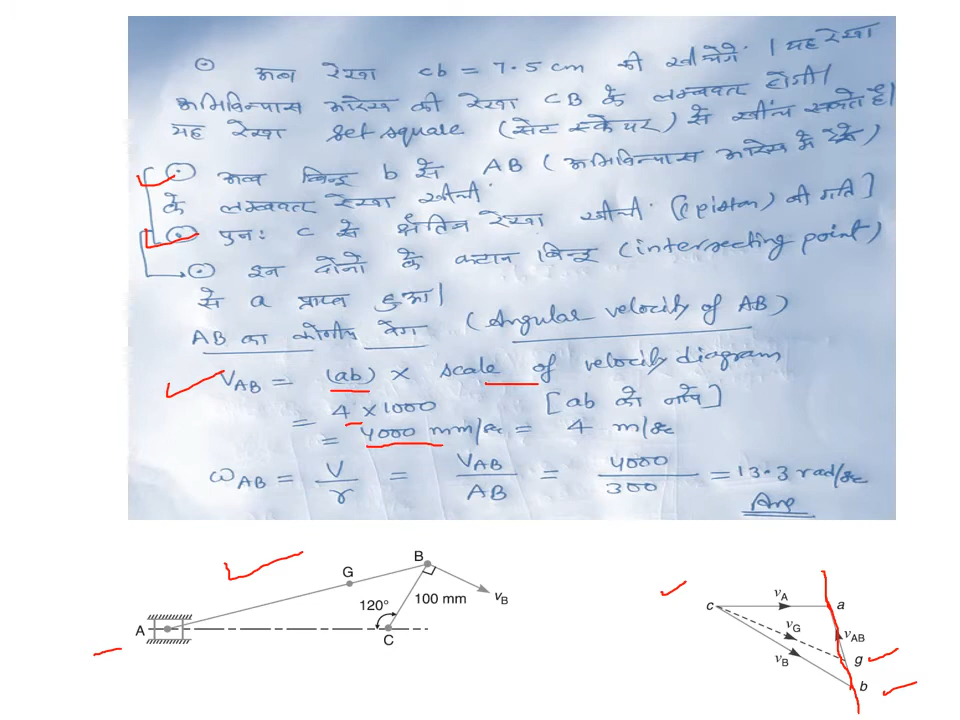 अब रेखा cb = 7.5 cm की खींचेंगे। यह रेखा
अभिविन्यास आरेख की रेखा CB के लम्बवत होगी।
यह रेखा set square (सेट स्केयर) से खींच सकते है।
अब बिन्दु b से AB (अभिविन्यास आरेख में देखें)
के लम्बवत रेखा खींची.
पुनः C से क्षैतिज रेखा खींची. (piston) की गति]
इन दोनो के कटान बिन्दु (intersecting point)
से a प्राप्त हुआ।
AB का कोणीय वेग (Angular velocity of AB)
VAB = (ab) × scale of velocity diagram
= 4 × 1000 [ab को नापे]
= 4000 mm/sec = 4 m/sec
ωAB = V/r = VAB/AB = 4000/300 = 13.3 rad/sec
Ans
B
G
vB
100 mm
120°
A
C
c
vA
a
vG
vAB
vB
g
b